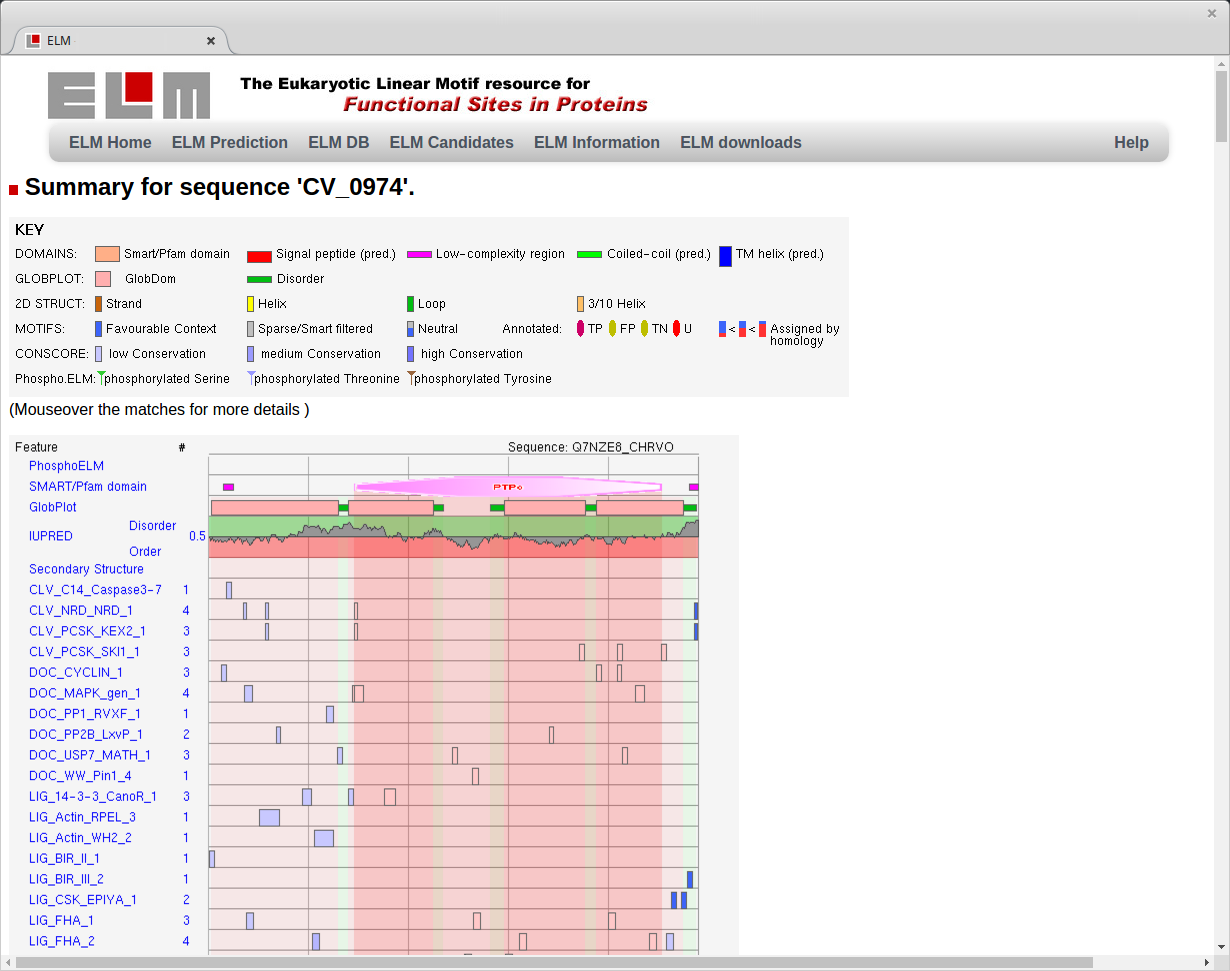 ELM
ELM
The Eukaryotic Linear Motif resource for
Functional Sites in Proteins
ELM Home ELM Prediction ELM DB ELM Candidates ELM Information ELM downloads Help
Summary for sequence 'CV_0974'.
KEY
DOMAINS: Smart/Pfam domain Signal peptide (pred.) Low-complexity region Coiled-coil (pred.) TM helix (pred.)
GLOBPLOT: GlobDom Disorder
2D STRUCT: Strand Helix Loop 3/10 Helix
MOTIFS: Favourable Context Sparse/Smart filtered Neutral Annotated: TP FP TN U < < Assigned by
homology
CONSCORE: low Conservation medium Conservation high Conservation
Phospho.ELM: phosphorylated Serine phosphorylated Threonine phosphorylated Tyrosine
(Mouseover the matches for more details )
Feature # Sequence: Q7NZE8_CHRVO
PhosphoELM
SMART/Pfam domain PTPc
GlobPlot
Disorder
IUPRED 0.5
Order
Secondary Structure
CLV_C14_Caspase3-7 1
CLV_NRD_NRD_1 4
CLV_PCSK_KEX2_1 3
CLV_PCSK_SKI1_1 3
DOC_CYCLIN_1 3
DOC_MAPK_gen_1 4
DOC_PP1_RVXF_1 1
DOC_PP2B_LxvP_1 2
DOC_USP7_MATH_1 3
DOC_WW_Pin1_4 1
LIG_14-3-3_CanoR_1 3
LIG_Actin_RPEL_3 1
LIG_Actin_WH2_2 1
LIG_BIR_II_1 1
LIG_BIR_III_2 1
LIG_CSK_EPIYA_1 2
LIG_FHA_1 3
LIG_FHA_2 4